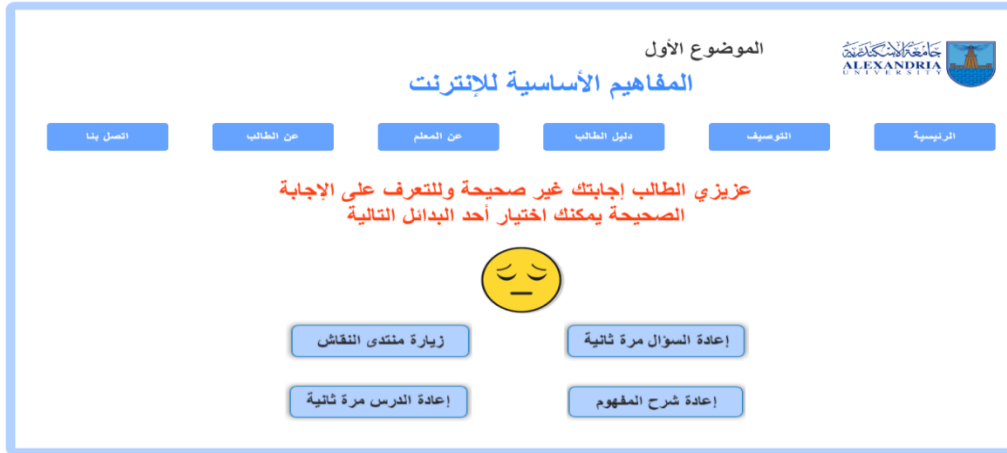 الموضوع الأول
جامعة الإسكندرية
ALEXANDRIA
UNIVERSITY
المفاهيم الأساسية للإنترنت
الرئيسية
التوصيف
دليل الطالب
عن المعلم
عن الطالب
اتصل بنا
عزيزي الطالب إجابتك غير صحيحة وللتعرف على الإجابة
الصحيحة يمكنك اختيار أحد البدائل التالية
إعادة السؤال مرة ثانية
زيارة منتدى النقاش
إعادة شرح المفهوم
إعادة الدرس مرة ثانية